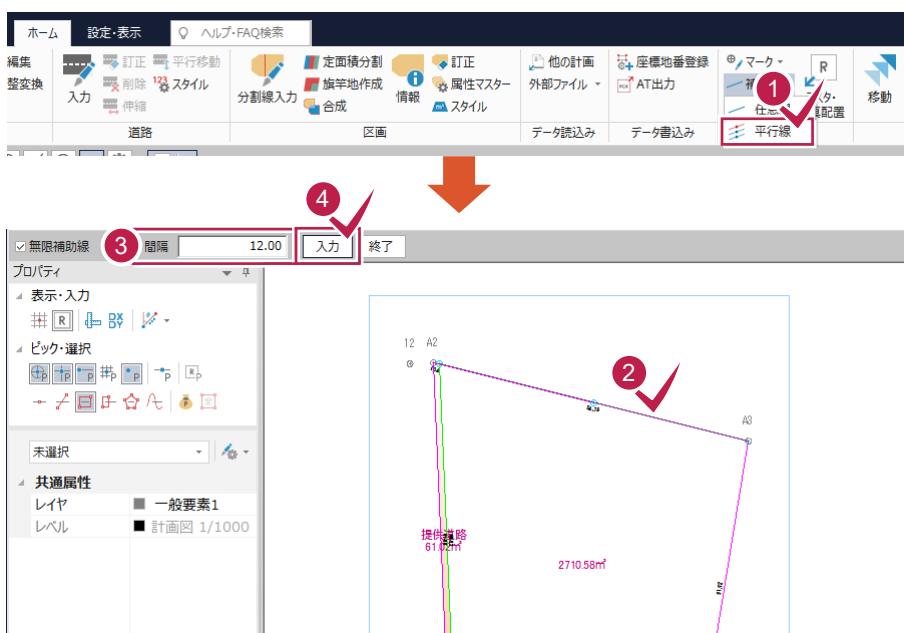 ホーム 設定・表示 ヘルプ・FAQ検索
編集 訂正 平行移動 定面積分割 訂正 他の計画 座標地番登録 マーク
整変換 削除 スタイル 旗竿地作成 属性マスター 外部ファイル AT出力 1
入力 伸縮 分割線入力 合成 情報 スタイル 移動
道路 区画 データ読込み データ書込み 平行線
4
無限補助線 3 間隔 12.00 入力 終了
プロパティ
表示・入力
ピック・選択
12 A2
2
A3
未選択
共通属性
レイヤ 一般要素1
レベル 計画図 1/1000
提供道路
61.02㎡
2710.58㎡